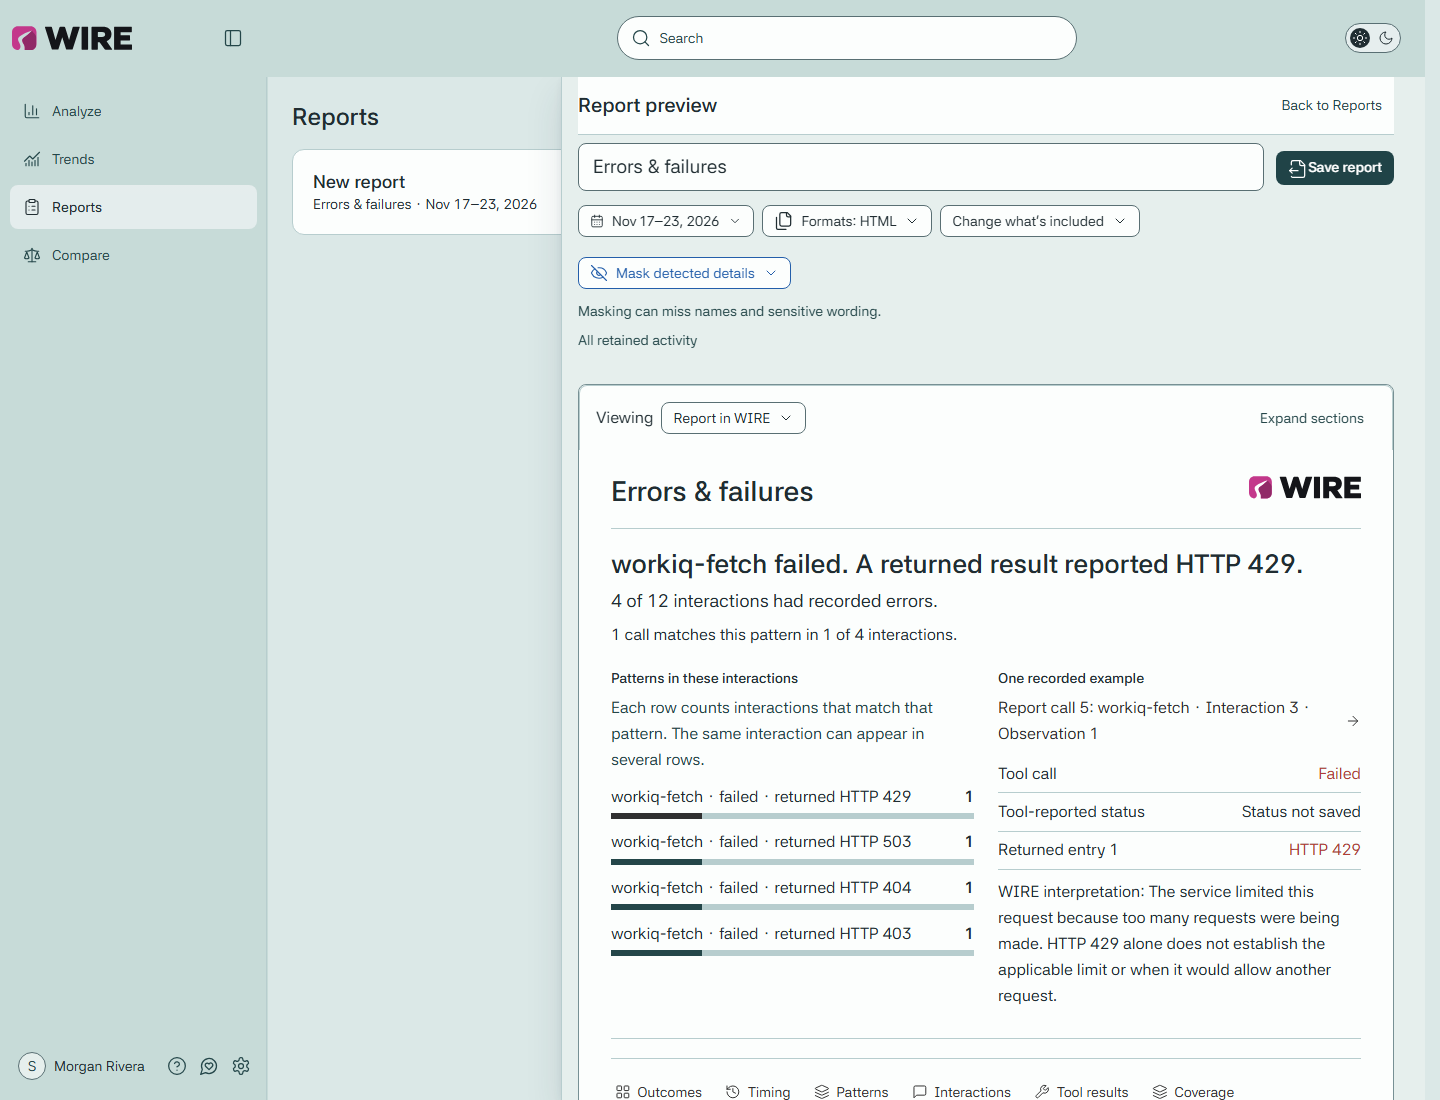 WIRE
Search
Analyze
Trends
Reports
Compare
Reports
New report
Errors & failures · Nov 17–23, 2026
Report preview
Back to Reports
Errors & failures
Save report
Nov 17–23, 2026
Formats: HTML
Change what's included
Mask detected details
Masking can miss names and sensitive wording.
All retained activity
Viewing
Report in WIRE
Expand sections
Errors & failures
WIRE
workiq-fetch failed. A returned result reported HTTP 429.
4 of 12 interactions had recorded errors.
1 call matches this pattern in 1 of 4 interactions.
Patterns in these interactions
Each row counts interactions that match that
pattern. The same interaction can appear in
several rows.
workiq-fetch · failed · returned HTTP 429 1
workiq-fetch · failed · returned HTTP 503 1
workiq-fetch · failed · returned HTTP 404 1
workiq-fetch · failed · returned HTTP 403 1
One recorded example
Report call 5: workiq-fetch · Interaction 3 ·
Observation 1
Tool call Failed
Tool-reported status Status not saved
Returned entry 1 HTTP 429
WIRE interpretation: The service limited this
request because too many requests were being
made. HTTP 429 alone does not establish the
applicable limit or when it would allow another
request.
Outcomes Timing Patterns Interactions Tool results Coverage
S Morgan Rivera